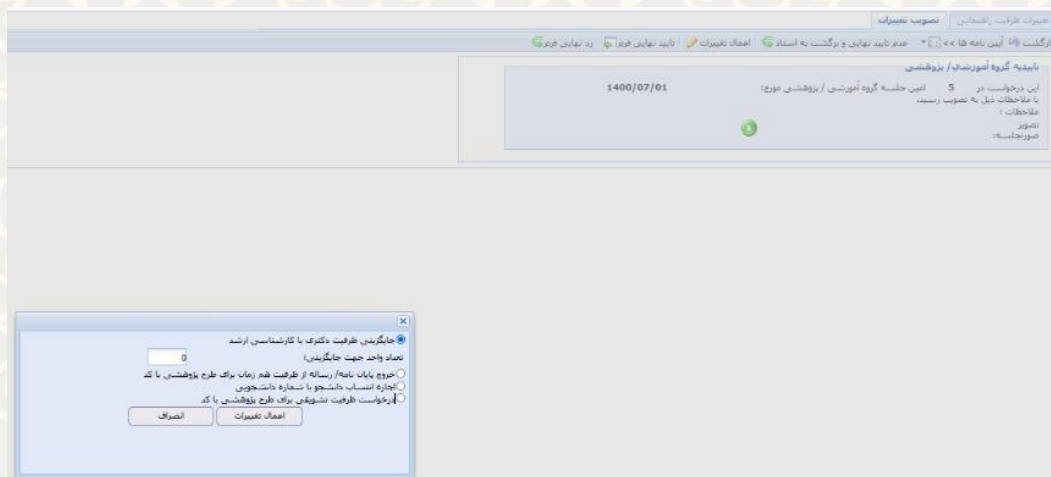 تغییرات ظرفیت راهنمایی تصویب تغییرات
بازگشت آیین نامه ها >> عدم تایید نهایی و برگشت به استاد اعمال تغییرات تایید نهایی فرم رد نهایی فرم
تاییدیه گروه آموزشی/ پژوهشی
این درخواست در 5 امین جلسه گروه آموزشی / پژوهشی مورخ: 1400/07/01
با ملاحظات ذیل به تصویب رسید،
ملاحظات :
تصویر
صورتجلسه:
جایگزینی ظرفیت دکتری با کارشناسی ارشد
تعداد واحد جهت جایگزینی: 0
خروج پایان نامه/ رساله از ظرفیت هم زمان برای طرح پژوهشی با کد
اجازه انتساب دانشجو با شماره دانشجویی
درخواست ظرفیت تشویقی برای طرح پژوهشی با کد
اعمال تغییرات انصراف